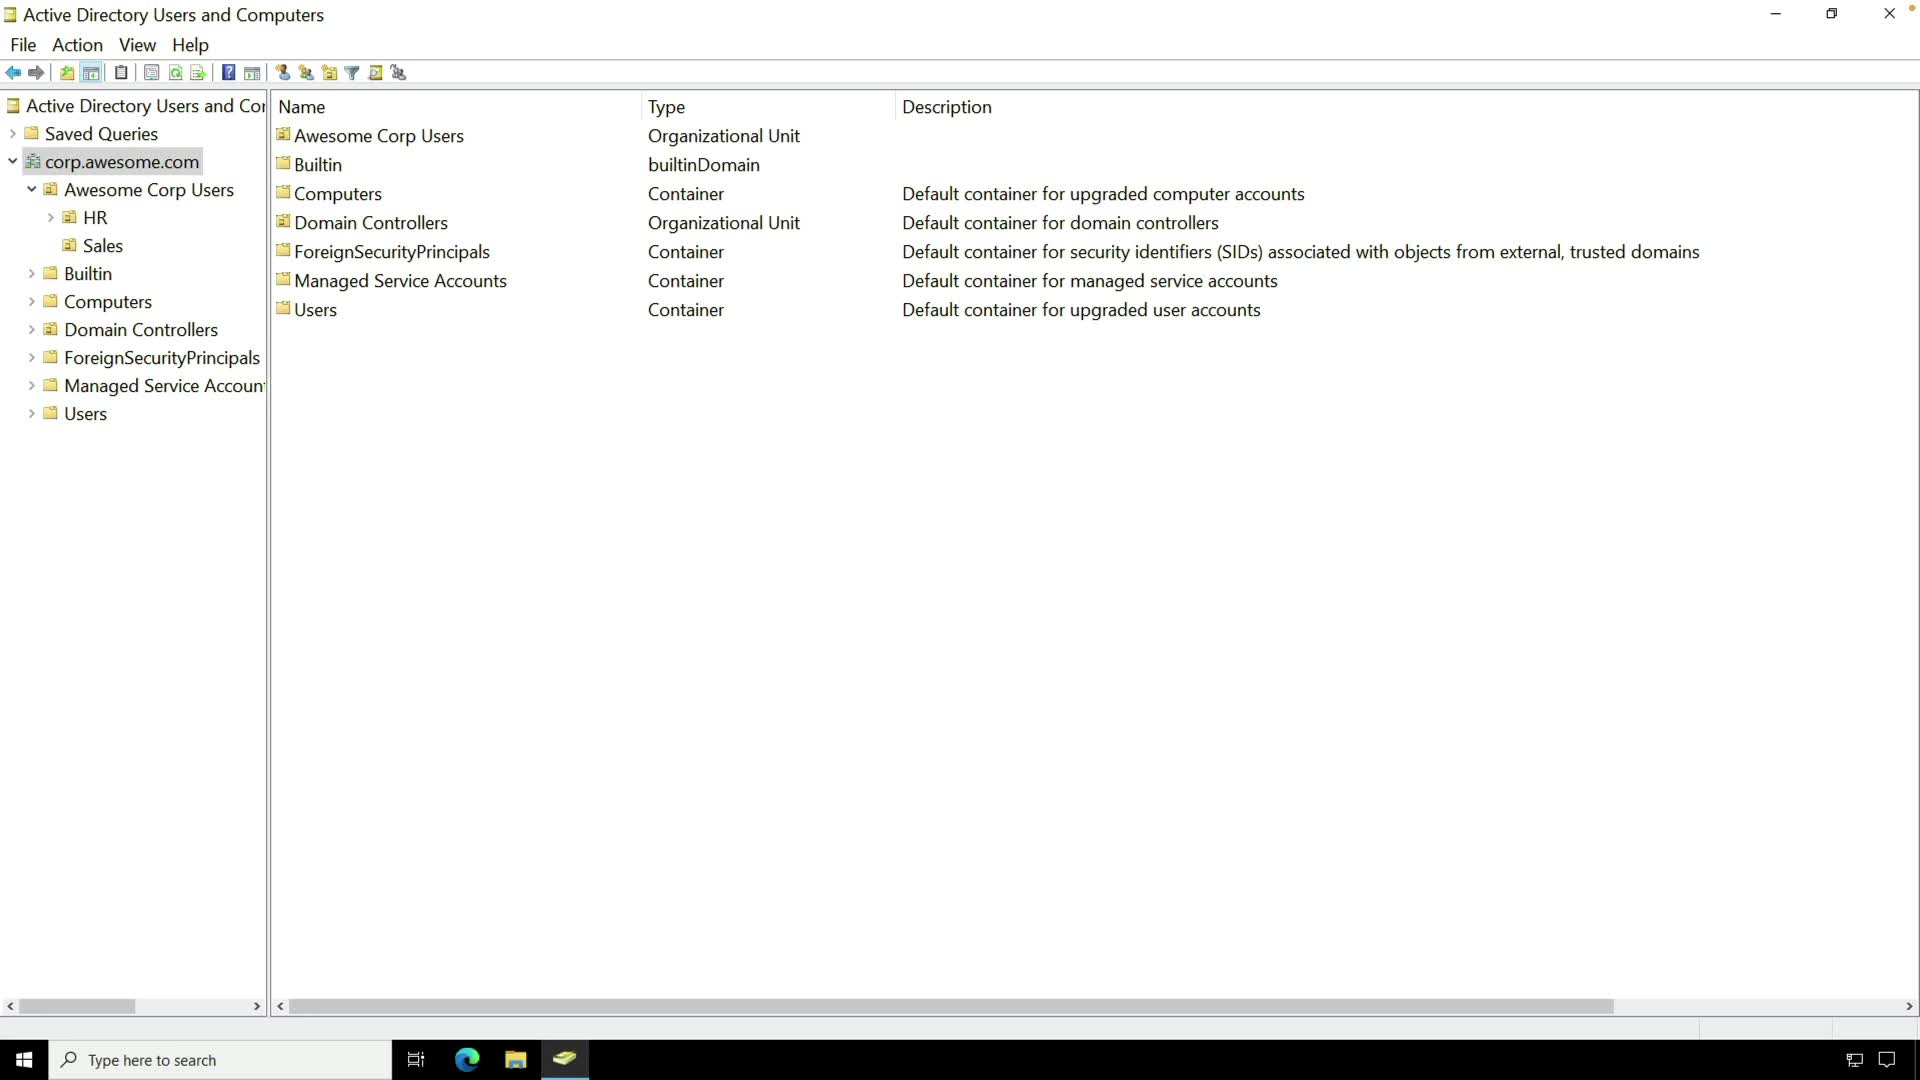 Active Directory Users and Computers
File Action View Help
Active Directory Users and Cor
Saved Queries
corp.awesome.com
Awesome Corp Users
HR
Sales
Builtin
Computers
Domain Controllers
ForeignSecurityPrincipals
Managed Service Accoun
Users
Name Type Description
Awesome Corp Users Organizational Unit
Builtin builtinDomain
Computers Container Default container for upgraded computer accounts
Domain Controllers Organizational Unit Default container for domain controllers
ForeignSecurityPrincipals Container Default container for security identifiers (SIDs) associated with objects from external, trusted domains
Managed Service Accounts Container Default container for managed service accounts
Users Container Default container for upgraded user accounts
Type here to search